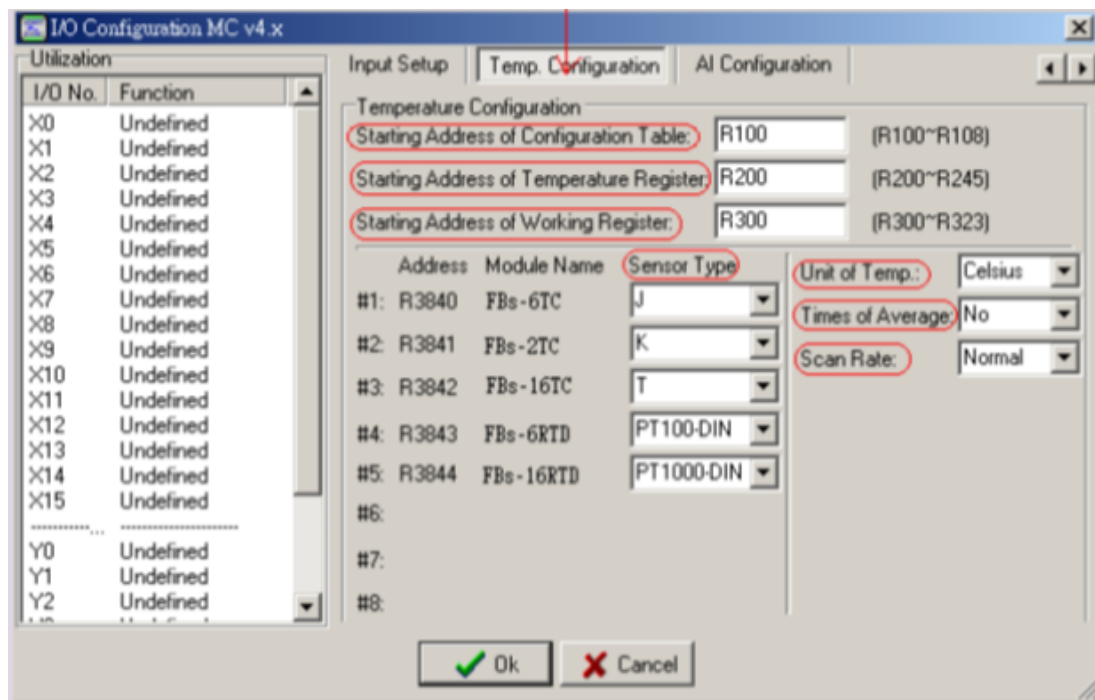 I/O Configuration MC v4.x
Utilization
I/O No. Function
X0 Undefined
X1 Undefined
X2 Undefined
X3 Undefined
X4 Undefined
X5 Undefined
X6 Undefined
X7 Undefined
X8 Undefined
X9 Undefined
X10 Undefined
X11 Undefined
X12 Undefined
X13 Undefined
X14 Undefined
X15 Undefined
------------... ----------------------
Y0 Undefined
Y1 Undefined
Y2 Undefined
Input Setup Temp. Configuration AI Configuration
Temperature Configuration
Starting Address of Configuration Table: R100 (R100~R108)
Starting Address of Temperature Register: R200 (R200~R245)
Starting Address of Working Register: R300 (R300~R323)
Address Module Name Sensor Type
#1: R3840 FBs-6TC J
#2: R3841 FBs-2TC K
#3: R3842 FBs-16TC T
#4: R3843 FBs-6RTD PT100-DIN
#5: R3844 FBs-16RTD PT1000-DIN
#6:
#7:
#8:
Unit of Temp.: Celsius
Times of Average: No
Scan Rate: Normal
Ok Cancel